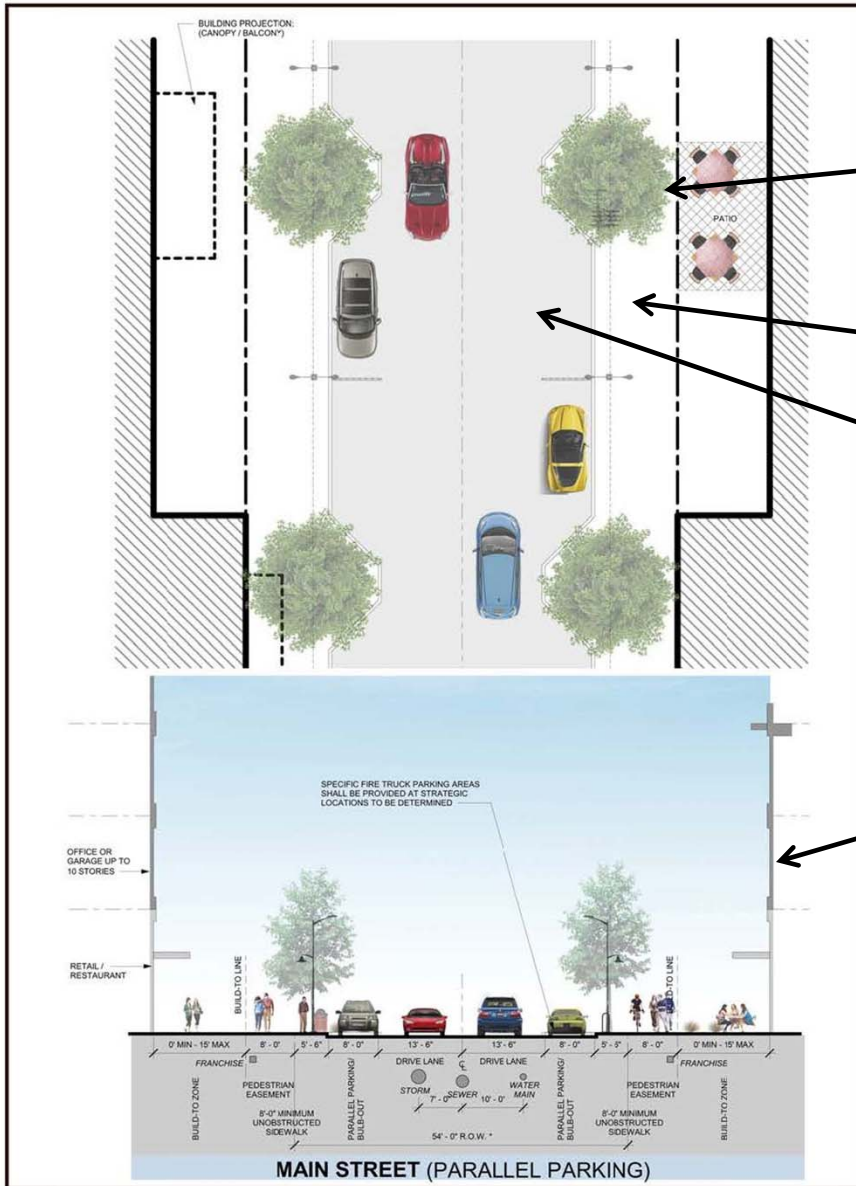 BUILDING PROJECTION:
(CANOPY / BALCONY)
PATIO
SPECIFIC FIRE TRUCK PARKING AREAS
SHALL BE PROVIDED AT STRATEGIC
LOCATIONS TO BE DETERMINED
OFFICE OR
GARAGE UP TO
10 STORIES
RETAIL /
RESTAURANT
BUILD-TO LINE
BUILD-TO LINE
0' MIN - 15' MAX
8' - 0"
5' - 6"
8' - 0"
13' - 6"
13' - 6"
8' - 0"
5' - 5"
8' - 0"
0' MIN - 15' MAX
FRANCHISE
DRIVE LANE
DRIVE LANE
FRANCHISE
STORM
SEWER
WATER
MAIN
7' - 0"
10' - 0'
BUILD-TO ZONE
PEDESTRIAN
EASEMENT
8'-0" MINIMUM
UNOBSTRUCTED
SIDEWALK
PARALLEL PARKING/
BULB-OUT
PARALLEL PARKING/
BULB-OUT
PEDESTRIAN
EASEMENT
8'-0" MINIMUM
UNOBSTRUCTED
SIDEWALK
BUILD-TO ZONE
54' - 0" R.O.W. *
MAIN STREET (PARALLEL PARKING)